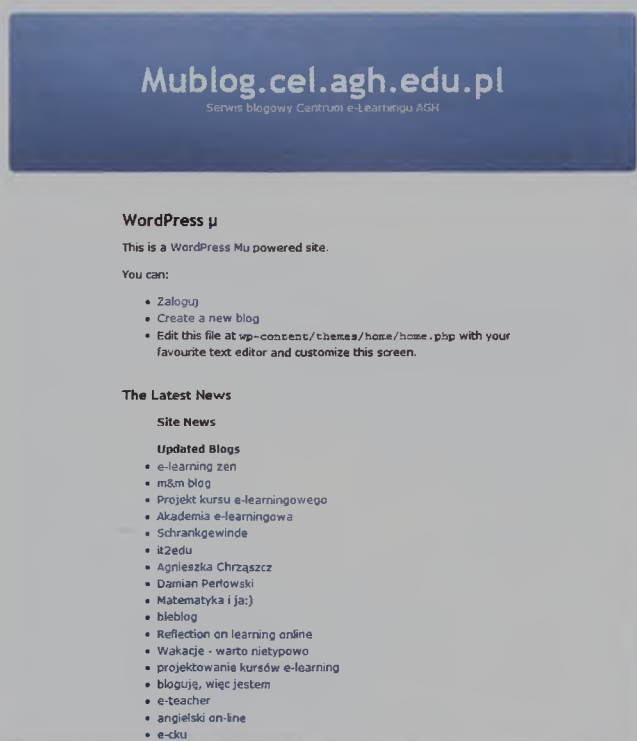 Mublog.cel.agh.edu.pl
Serwis blogowy Centrum e-Learningu AGH
WordPress µ
This is a WordPress Mu powered site.
You can:
• Zaloguj
• Create a new blog
• Edit this file at wp-content/themes/home/home.php with your
favourite text editor and customize this screen.
The Latest News
Site News
Updated Blogs
• e-learning zen
• m&m blog
• Projekt kursu e-learningowego
• Akademia e-learningowa
• Schrankgewinde
• it2edu
• Agnieszka Chrząszcz
• Damian Perłowski
• Matematyka i ja:)
• bleblog
• Reflection on learning online
• Wakacje - warto nietypowo
• projektowanie kursów e-learning
• bloguję, więc jestem
• e-teacher
• angielski on-line
• e-cku